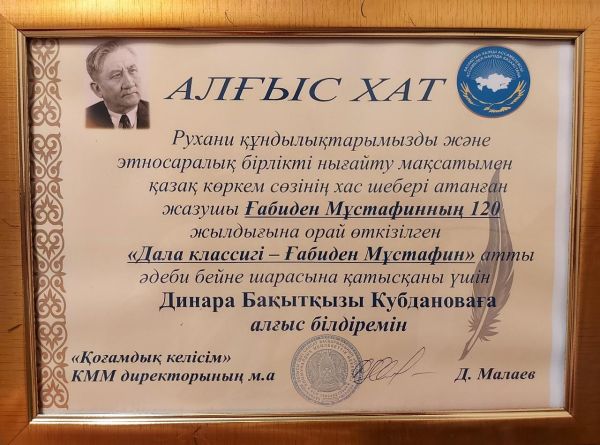 АЛҒЫС ХАТ
Рухани құндылықтарымызды және
этносаралық бірлікті нығайту мақсатымен
қазақ көркем сөзінің хас шебері атанған
жазушы Ғабиден Мұстафинның 120
жылдығына орай өткізілген
«Дала классигі – Ғабиден Мұстафин» атты
әдеби бейне шарасына қатысқаны үшін
Динара Бақытқызы Кубдановаға
алғыс білдіремін
«Қоғамдық келісім»
КММ директорының м.а
Д. Малаев